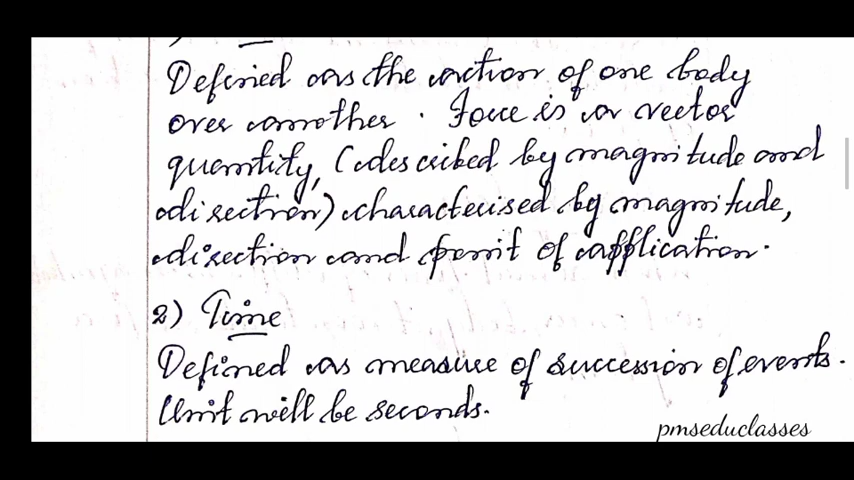 Defined as the action of one body
over another. Force is a vector
quantity, (described by magnitude and
direction) characterised by magnitude,
direction and point of application.
2) Time
Defined as measure of succession of events.
Unit will be seconds.
pmseduclasses